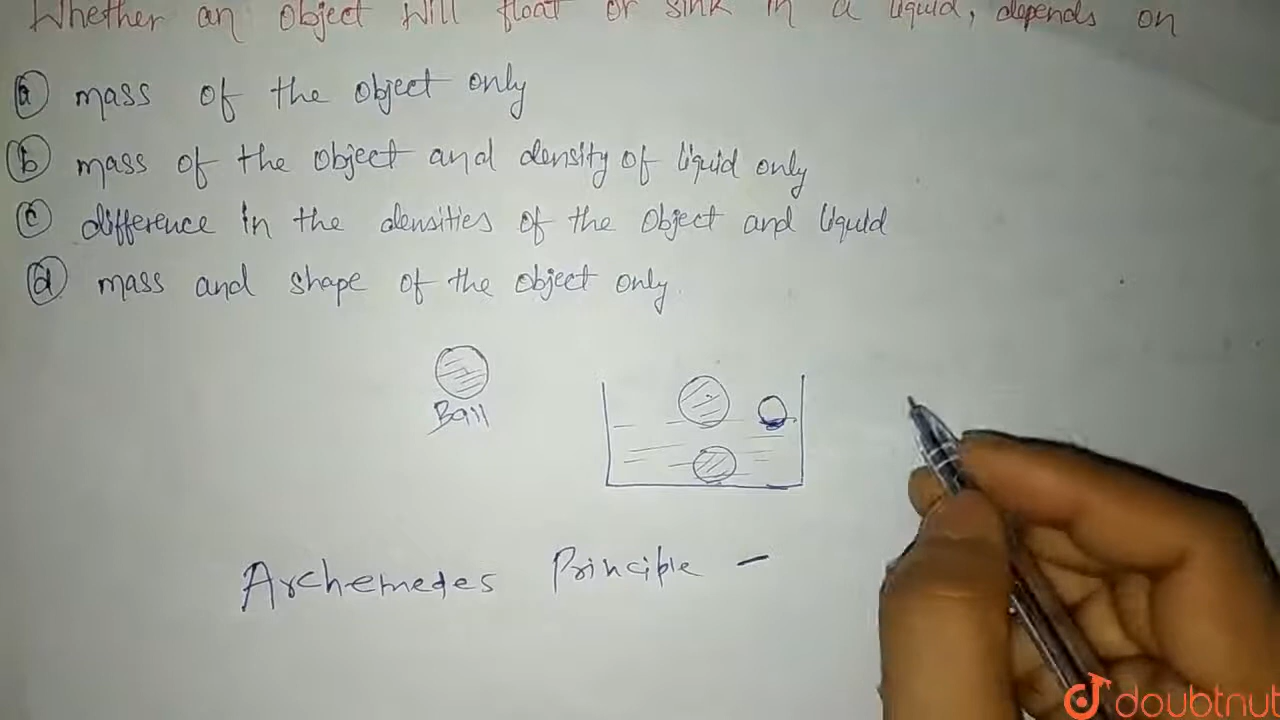 Whether an object will float or sink in a liquid, depends on
(a) mass of the object only
(b) mass of the object and density of liquid only
(c) difference in the densities of the object and liquid
(d) mass and shape of the object only.
Ball
Archemedes Principle -
doubtnut